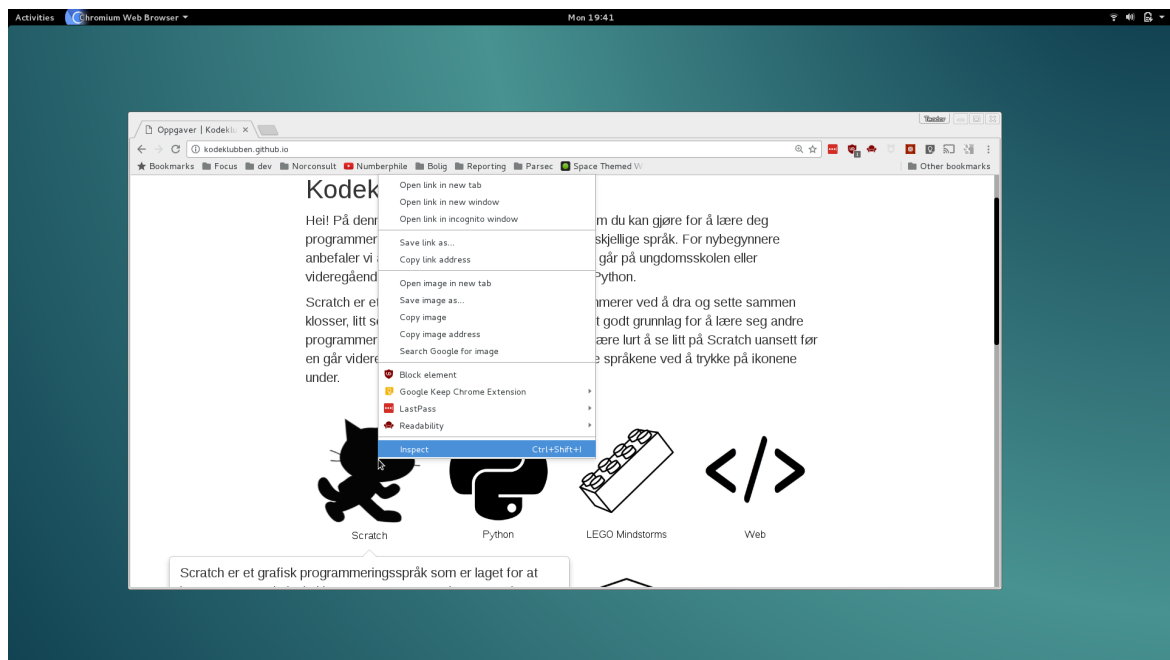 Activities Chromium Web Browser Mon 19:41
Oppgaver | Kodeklu
kodeklubben.github.io
Bookmarks Focus dev Norconsult Numberphile Bolig Reporting Parsec Space Themed W Other bookmarks
Kodek
Hei! På denn m du kan gjøre for å lære deg
programmer skjellige språk. For nybegynnere
anbefaler vi går på ungdomsskolen eller
videregåend Python.
Scratch er et mmerer ved å dra og sette sammen
klosser, litt s t godt grunnlag for å lære seg andre
programmer ære lurt å se litt på Scratch uansett før
en går videre e språkene ved å trykke på ikonene
under.
Open link in new tab
Open link in new window
Open link in incognito window
Save link as...
Copy link address
Open image in new tab
Save image as...
Copy image
Copy image address
Search Google for image
Block element
Google Keep Chrome Extension
LastPass
Readability
Inspect Ctrl+Shift+I
Scratch Python LEGO Mindstorms Web
Scratch er et grafisk programmeringsspråk som er laget for at